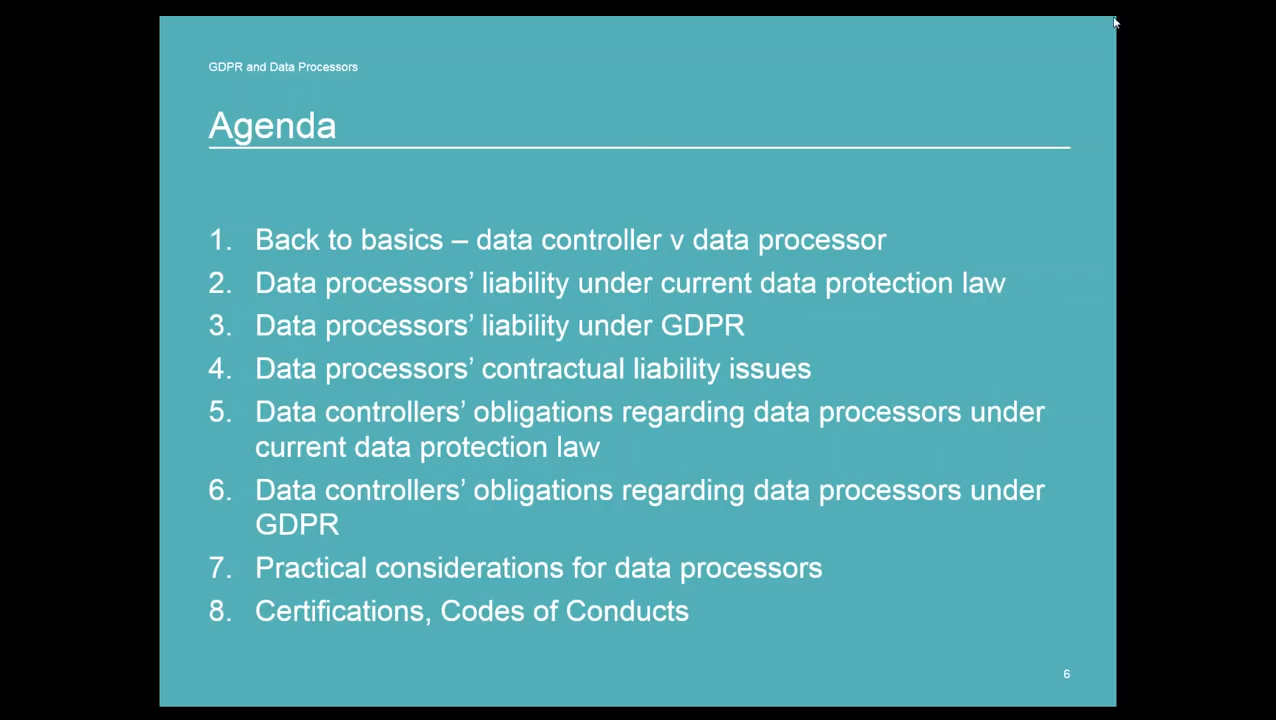 GDPR and Data Processors
Agenda
1. Back to basics – data controller v data processor
2. Data processors’ liability under current data protection law
3. Data processors’ liability under GDPR
4. Data processors’ contractual liability issues
5. Data controllers’ obligations regarding data processors under
current data protection law
6. Data controllers’ obligations regarding data processors under
GDPR
7. Practical considerations for data processors
8. Certifications, Codes of Conducts
6